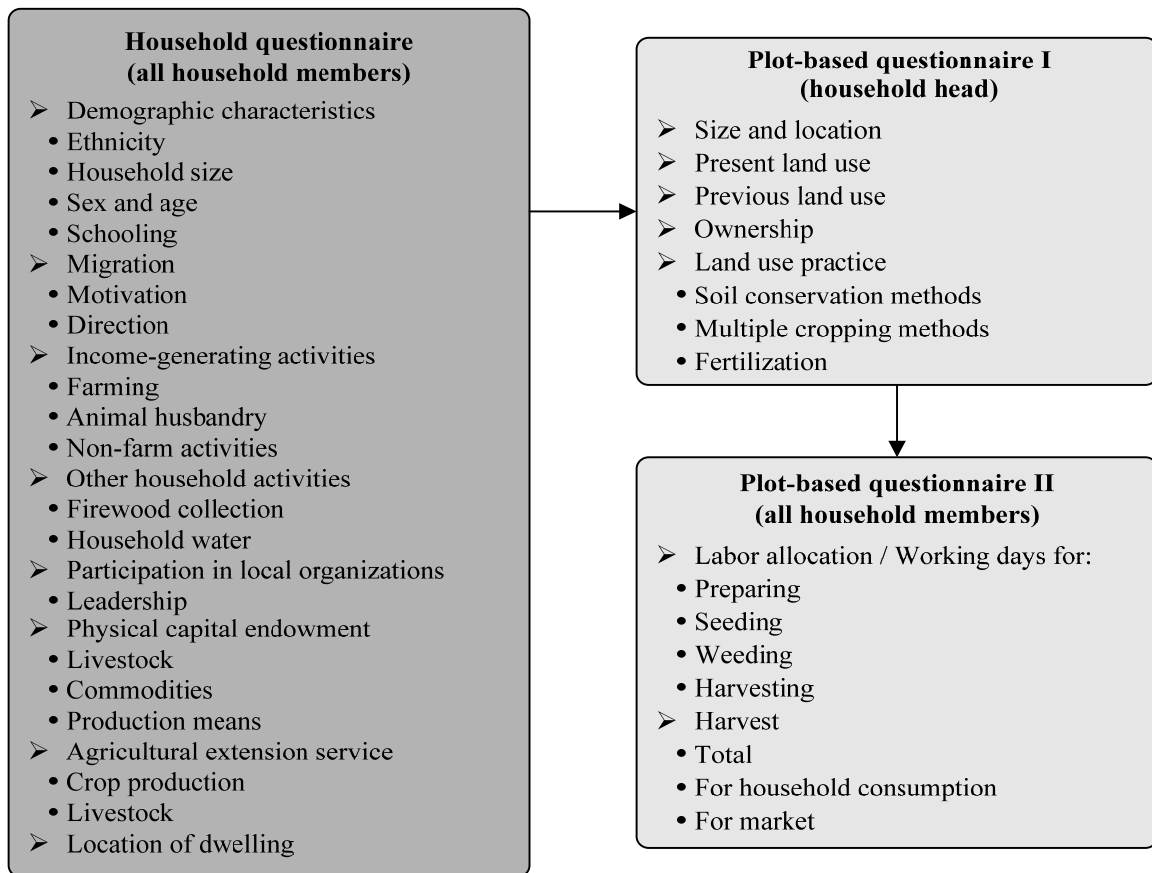 Household questionnaire
(all household members)
➢ Demographic characteristics
• Ethnicity
• Household size
• Sex and age
• Schooling
➢ Migration
• Motivation
• Direction
➢ Income-generating activities
• Farming
• Animal husbandry
• Non-farm activities
➢ Other household activities
• Firewood collection
• Household water
➢ Participation in local organizations
• Leadership
➢ Physical capital endowment
• Livestock
• Commodities
• Production means
➢ Agricultural extension service
• Crop production
• Livestock
➢ Location of dwelling
Plot-based questionnaire I
(household head)
➢ Size and location
➢ Present land use
➢ Previous land use
➢ Ownership
➢ Land use practice
• Soil conservation methods
• Multiple cropping methods
• Fertilization
Plot-based questionnaire II
(all household members)
➢ Labor allocation / Working days for:
• Preparing
• Seeding
• Weeding
• Harvesting
➢ Harvest
• Total
• For household consumption
• For market